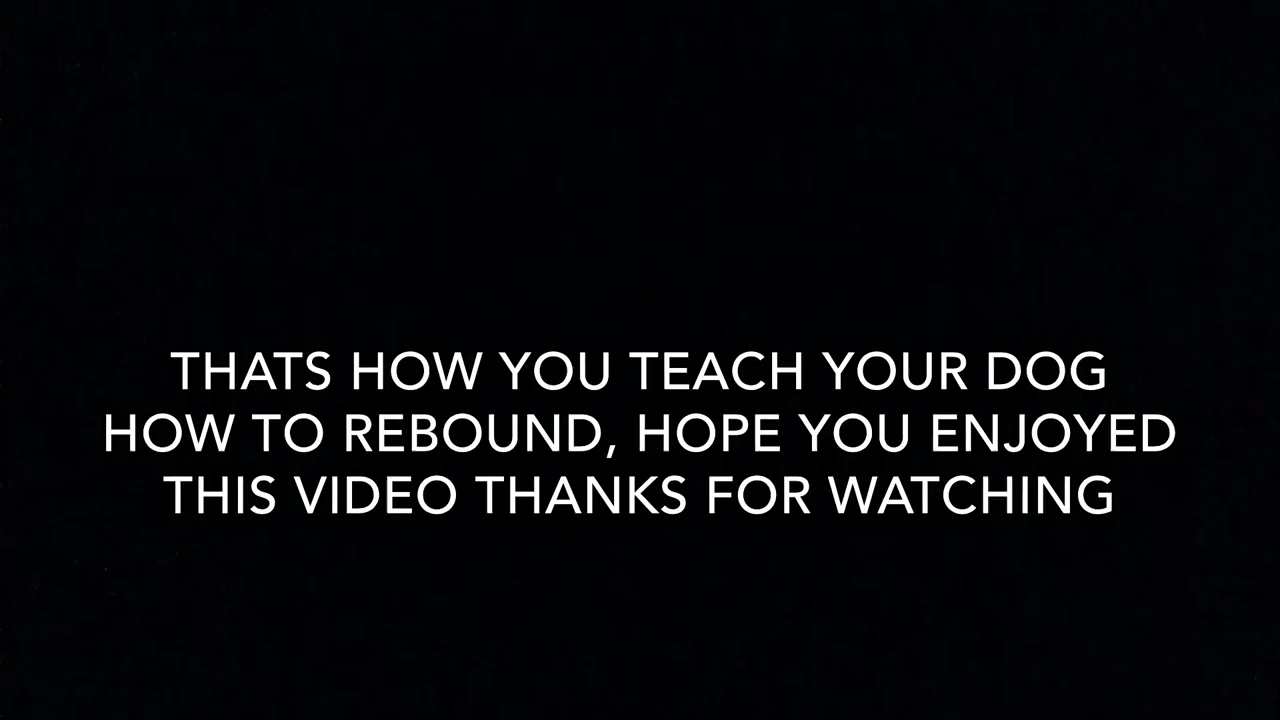 THATS HOW YOU TEACH YOUR DOG
HOW TO REBOUND, HOPE YOU ENJOYED
THIS VIDEO THANKS FOR WATCHING